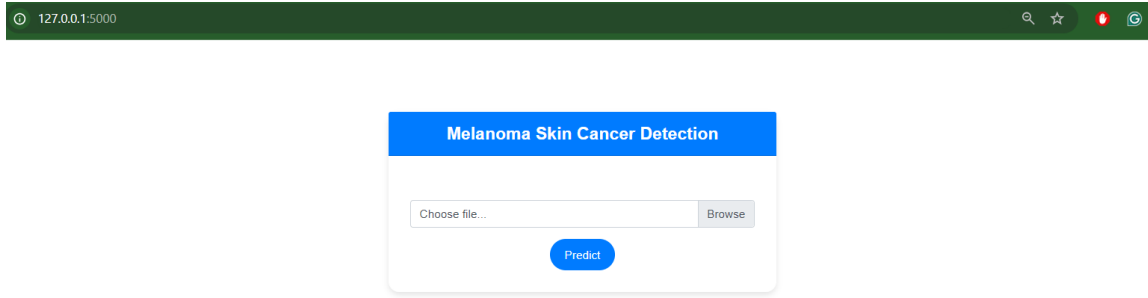 127.0.0.1:5000
Melanoma Skin Cancer Detection
Choose file...
Browse
Predict